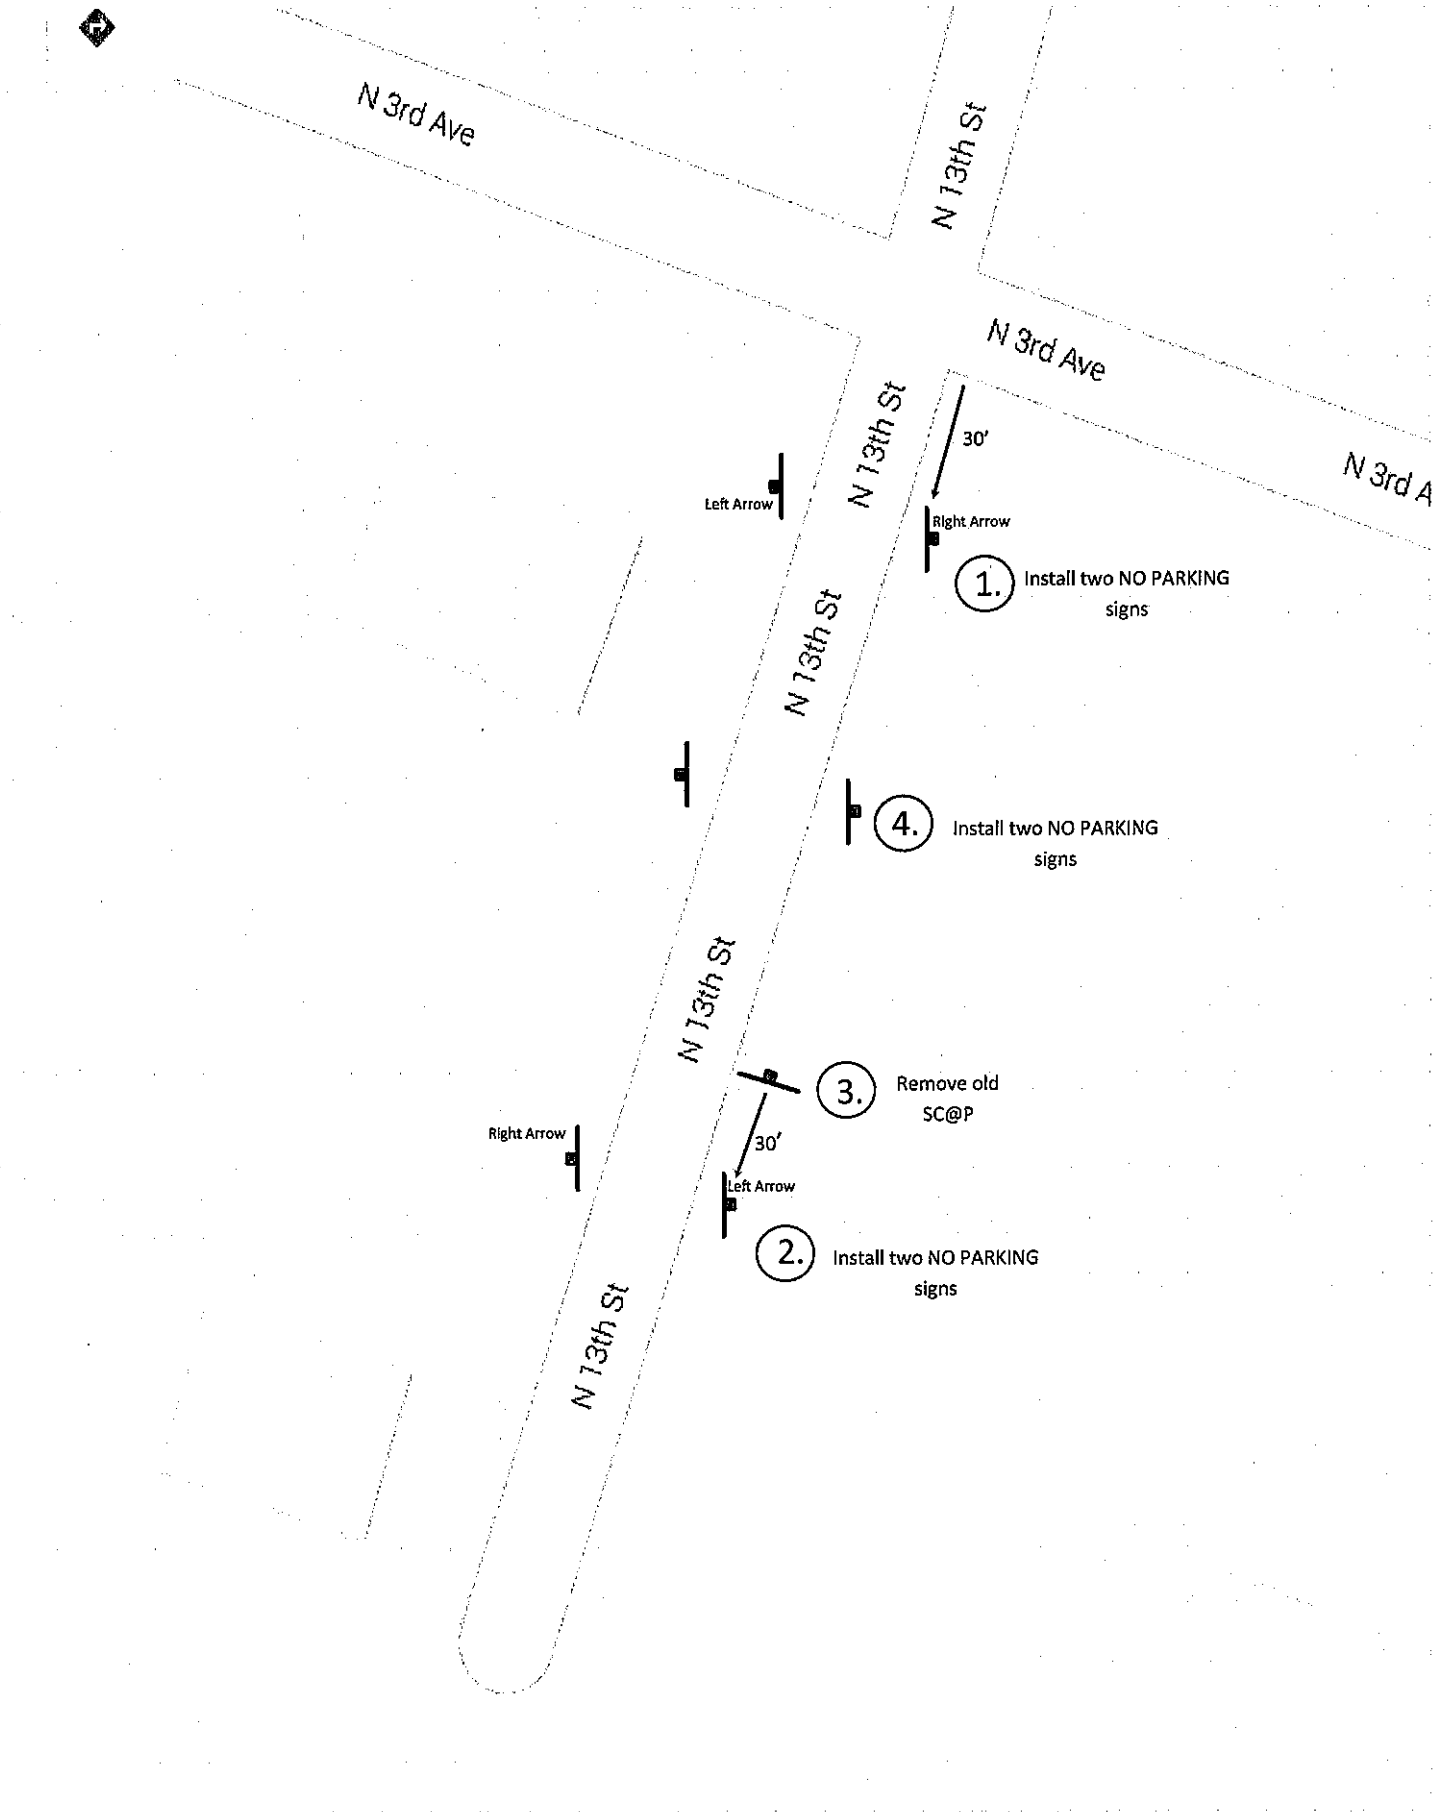 N 3rd Ave
N 13th St
N 3rd Ave
N 13th St
30'
N 3rd A
Left Arrow
Right Arrow
1.
Install two NO PARKING
signs
N 13th St
4.
Install two NO PARKING
signs
N 13th St
3.
Remove old
SC@P
Right Arrow
30'
Left Arrow
2.
Install two NO PARKING
signs
N 13th St